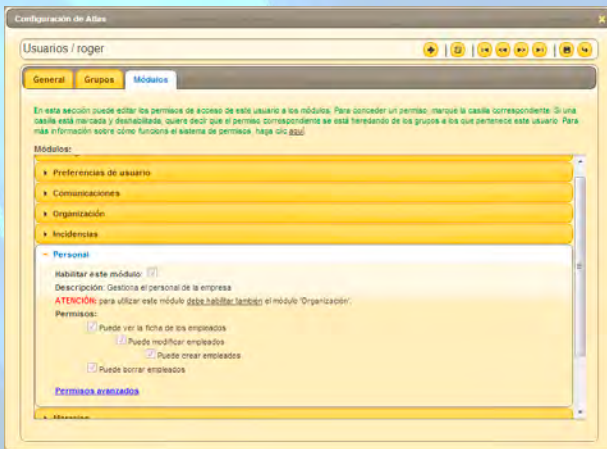 Configuración de Atlas
Usuarios / roger
General Grupos Módulos
En esta sección puede editar los permisos de acceso de este usuario a los módulos. Para conceder un permiso, marque la casilla correspondiente. Si una
casilla está marcada y deshabilitada, quiere decir que el permiso correspondiente se está heredando de los grupos a los que pertenece este usuario. Para
más información sobre cómo funciona el sistema de permisos, haga clic aquí.
Módulos:
Preferencias de usuario
Comunicaciones
Organización
Incidencias
Personal
Habilitar este módulo:
Descripción: Gestiona el personal de la empresa
ATENCIÓN: para utilizar este módulo debe habilitar también el módulo 'Organización'.
Permisos:
Puede ver la ficha de los empleados
Puede modificar empleados
Puede crear empleados
Puede borrar empleados
Permisos avanzados